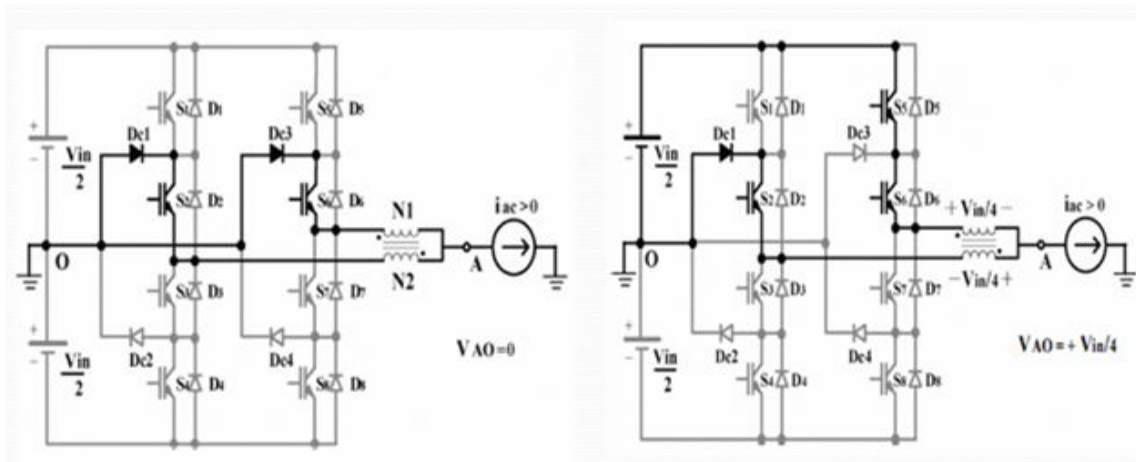 S1 D1 S5 D5
+ Dc1 Dc3
Vin/2
-
S2 D2 S6 D6
N1 iac>0
O A
N2
S3 D3 S7 D7
+ Dc2 Dc4
Vin/2
-
VAO=0
S4 D4 S8 D8
S1 D1 S5 D5
+ Dc1 Dc3
Vin/2
-
S2 D2 S6 D6
+Vin/4- iac>0
O A
-Vin/4+
S3 D3 S7 D7
+ Dc2 Dc4
Vin/2
-
VAO=+Vin/4
S4 D4 S8 D8